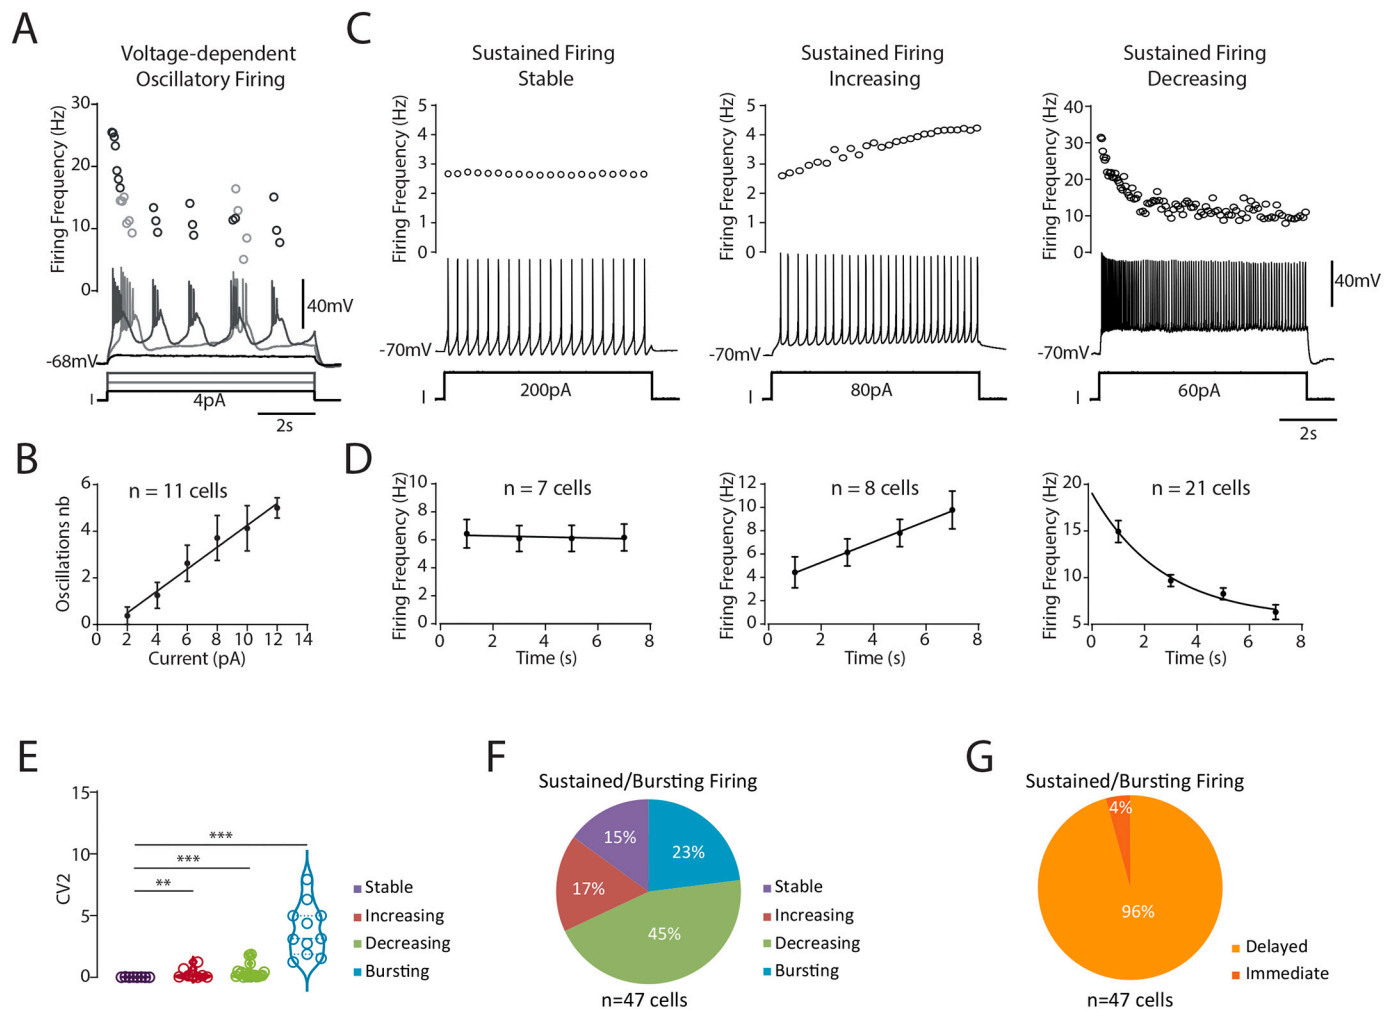 A
Voltage-dependent
Oscillatory Firing
Firing Frequency (Hz)
30
20
10
0
40mV
-68mV
I
4pA
2s
C
Sustained Firing
Stable
Firing Frequency (Hz)
5
4
3
2
1
0
-70mV
I
200pA
Sustained Firing
Increasing
Firing Frequency (Hz)
5
4
3
2
1
0
-70mV
I
80pA
Sustained Firing
Decreasing
Firing Frequency (Hz)
40
30
20
10
0
40mV
-70mV
I
60pA
2s
B
n = 11 cells
Oscillations nb
6
4
2
0
0 2 4 6 8 10 12 14
Current (pA)
D
n = 7 cells
Firing Frequency (Hz)
10
8
6
4
2
0
0 2 4 6 8
Time (s)
n = 8 cells
Firing Frequency (Hz)
12
10
8
6
4
2
0
0 2 4 6 8
Time (s)
n = 21 cells
Firing Frequency (Hz)
20
15
10
5
0 2 4 6 8
Time (s)
E
CV2
15
10
5
0
***
***
**
Stable
Increasing
Decreasing
Bursting
F
Sustained/Bursting Firing
15%
23%
17%
45%
Stable
Increasing
Decreasing
Bursting
n=47 cells
G
Sustained/Bursting Firing
4%
96%
Delayed
Immediate
n=47 cells